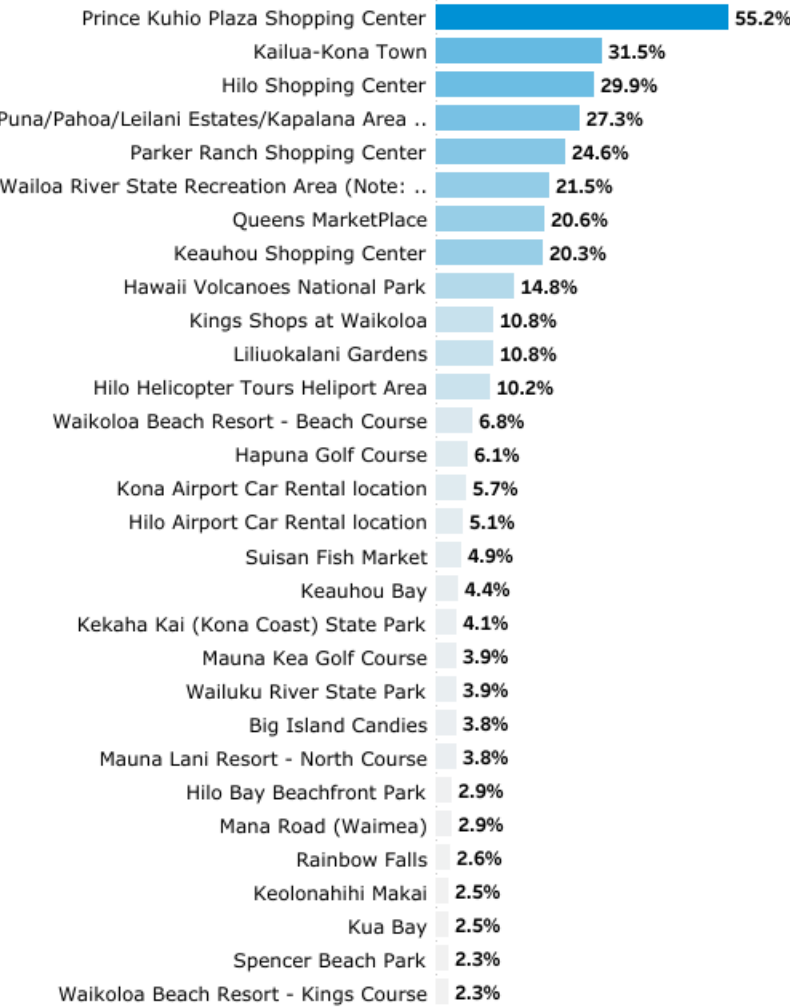 Prince Kuhio Plaza Shopping Center 55.2%
Kailua-Kona Town 31.5%
Hilo Shopping Center 29.9%
Puna/Pahoa/Leilani Estates/Kapalana Area .. 27.3%
Parker Ranch Shopping Center 24.6%
Wailoa River State Recreation Area (Note: .. 21.5%
Queens MarketPlace 20.6%
Keauhou Shopping Center 20.3%
Hawaii Volcanoes National Park 14.8%
Kings Shops at Waikoloa 10.8%
Liliuokalani Gardens 10.8%
Hilo Helicopter Tours Heliport Area 10.2%
Waikoloa Beach Resort - Beach Course 6.8%
Hapuna Golf Course 6.1%
Kona Airport Car Rental location 5.7%
Hilo Airport Car Rental location 5.1%
Suisan Fish Market 4.9%
Keauhou Bay 4.4%
Kekaha Kai (Kona Coast) State Park 4.1%
Mauna Kea Golf Course 3.9%
Wailuku River State Park 3.9%
Big Island Candies 3.8%
Mauna Lani Resort - North Course 3.8%
Hilo Bay Beachfront Park 2.9%
Mana Road (Waimea) 2.9%
Rainbow Falls 2.6%
Keolonahihi Makai 2.5%
Kua Bay 2.5%
Spencer Beach Park 2.3%
Waikoloa Beach Resort - Kings Course 2.3%